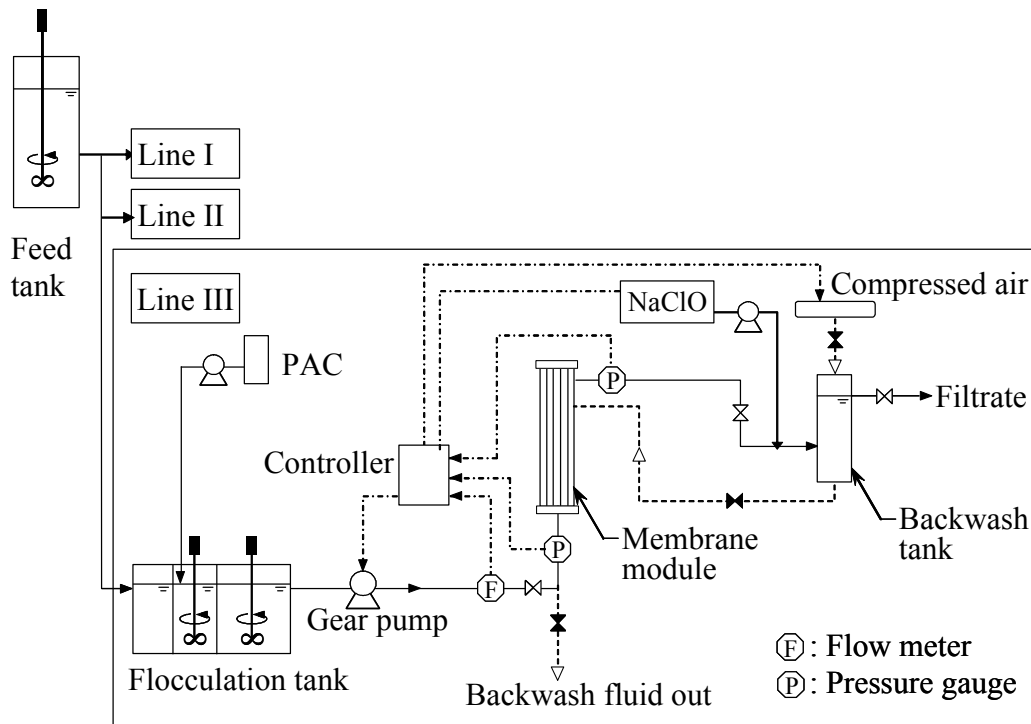 Line I
Line II
Feed
tank
Line III
NaClO
Compressed air
PAC
P
Filtrate
Controller
Backwash
tank
Membrane
module
P
F
Gear pump
Flocculation tank
Backwash fluid out
F : Flow meter
P : Pressure gauge